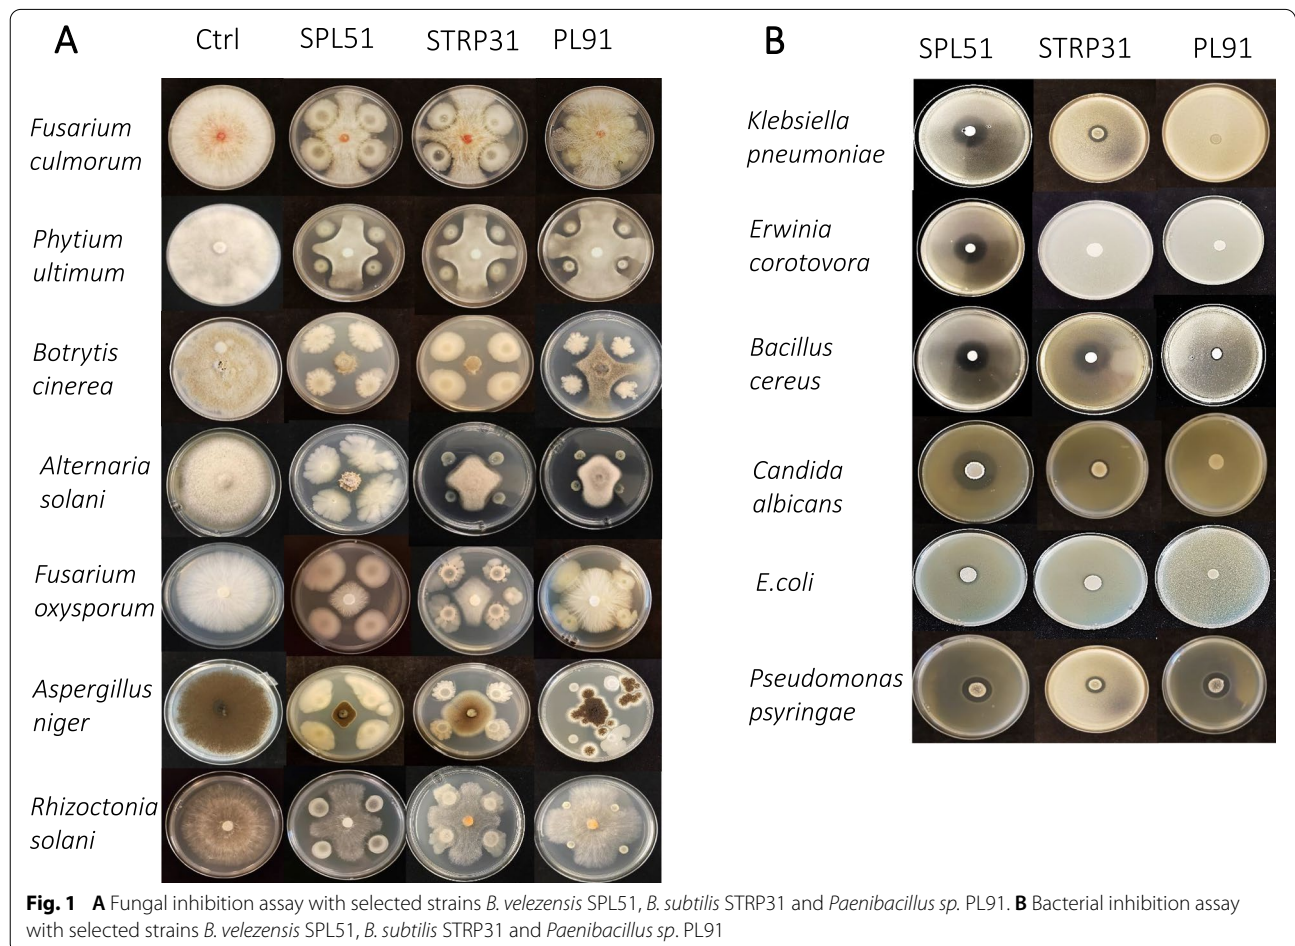 A
Ctrl SPL51 STRP31 PL91
Fusarium
culmorum
Phytium
ultimum
Botrytis
cinerea
Alternaria
solani
Fusarium
oxysporum
Aspergillus
niger
Rhizoctonia
solani
B
SPL51 STRP31 PL91
Klebsiella
pneumoniae
Erwinia
corotovora
Bacillus
cereus
Candida
albicans
E.coli
Pseudomonas
psyringae
Fig. 1 A Fungal inhibition assay with selected strains B. velezensis SPL51, B. subtilis STRP31 and Paenibacillus sp. PL91. B Bacterial inhibition assay
with selected strains B. velezensis SPL51, B. subtilis STRP31 and Paenibacillus sp. PL91